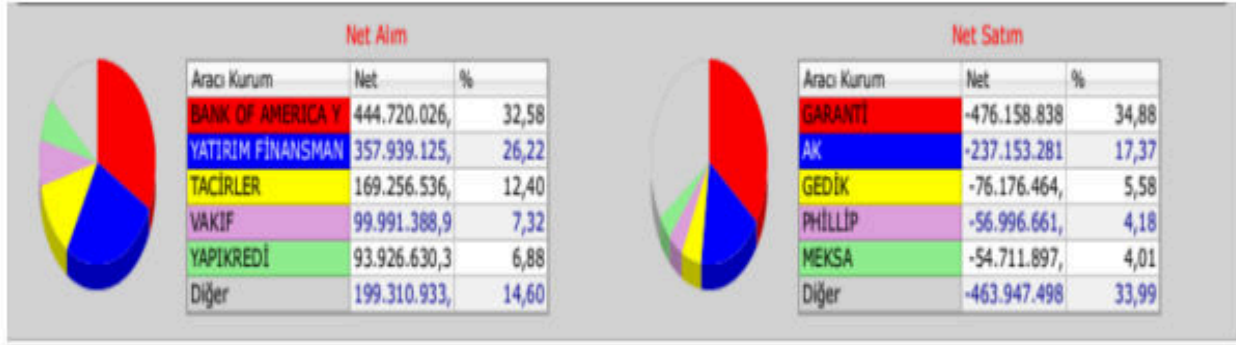 Net Alım
Aracı Kurum Net %
BANK OF AMERICA Y 444.720.026, 32,58
YATIRIM FİNANSMAN 357.939.125, 26,22
TACİRLER 169.256.536, 12,40
VAKIF 99.991.388,9 7,32
YAPIKREDİ 93.926.630,3 6,88
Diğer 199.310.933, 14,60
Net Satım
Aracı Kurum Net %
GARANTİ -476.158.838 34,88
AK -237.153.281 17,37
GEDİK -76.176.464, 5,58
PHİLLİP -56.996.661, 4,18
MEKSA -54.711.897, 4,01
Diğer -463.947.498 33,99